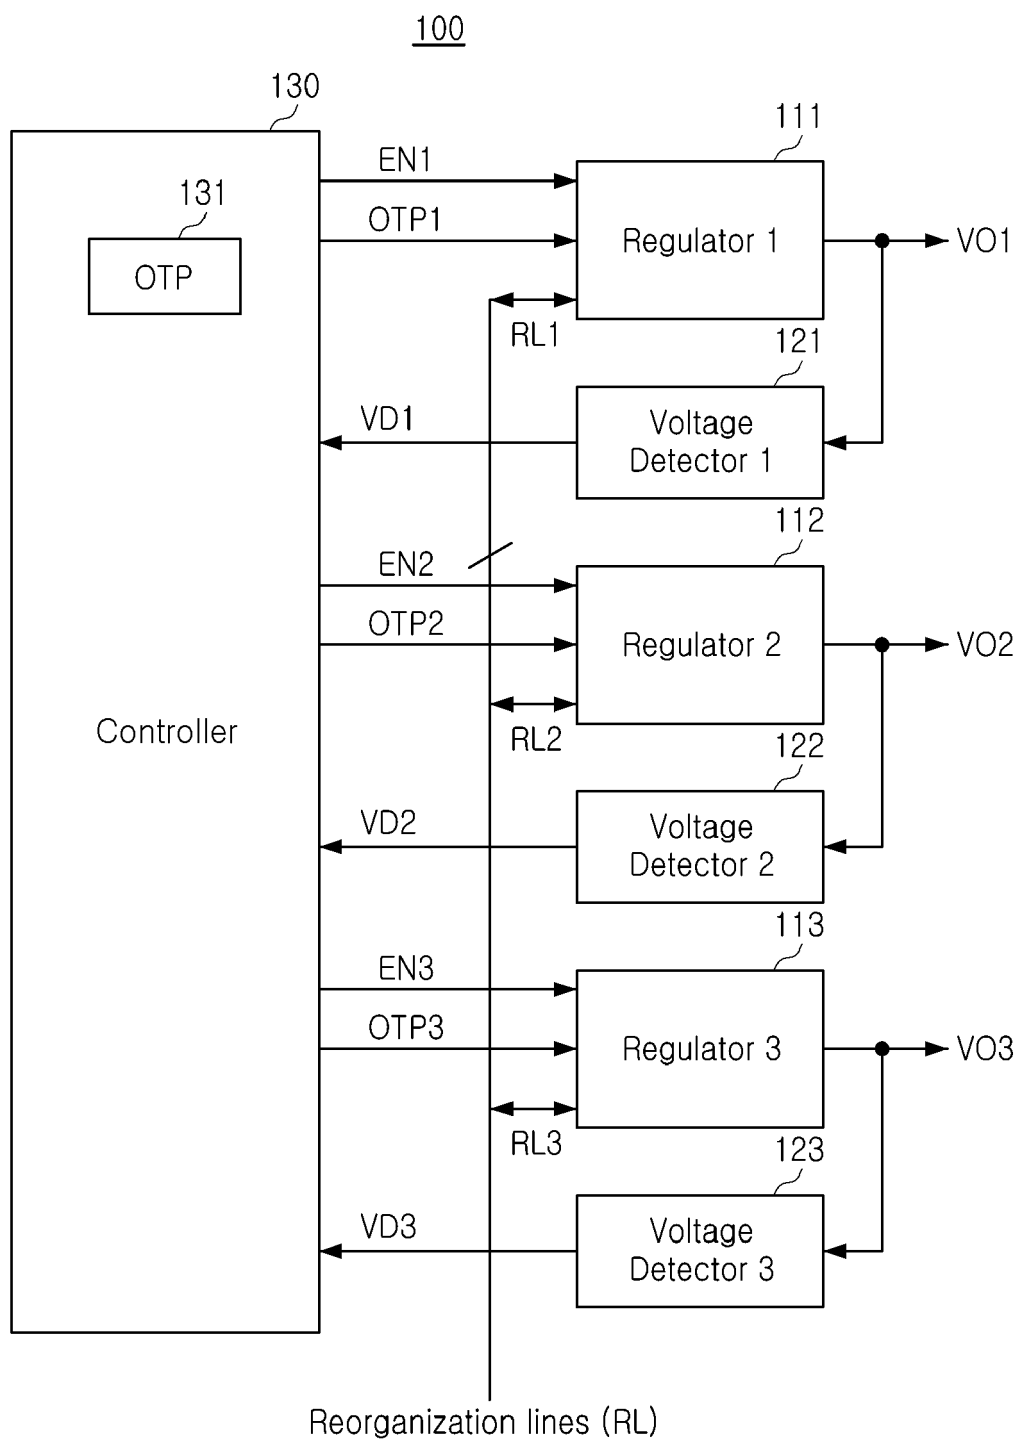 100
130
111
EN1
131
OTP1
Regulator 1
VO1
OTP
RL1
121
VD1
Voltage
Detector 1
112
EN2
OTP2
Regulator 2
VO2
Controller
RL2
122
VD2
Voltage
Detector 2
113
EN3
OTP3
Regulator 3
VO3
RL3
123
VD3
Voltage
Detector 3
Reorganization lines (RL)